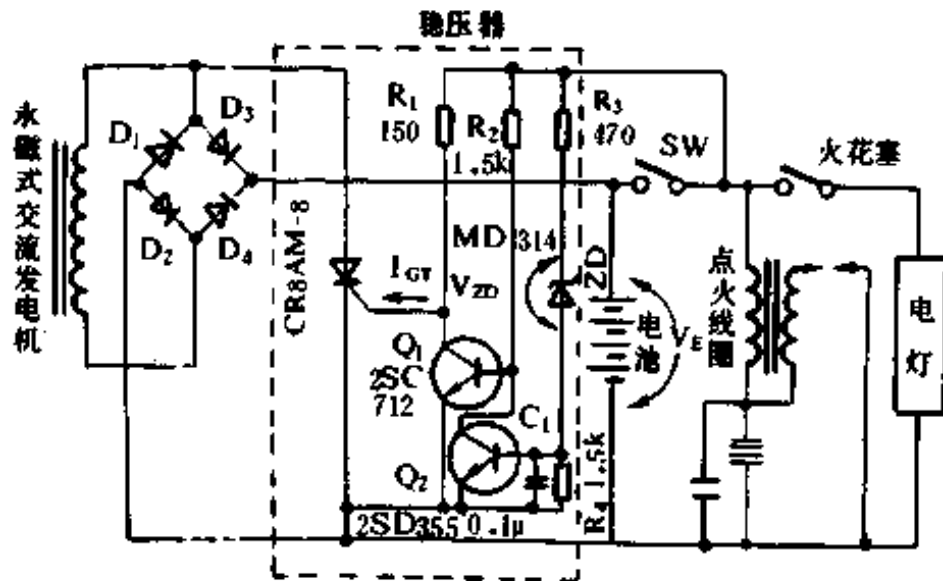 稳压器
永磁式交流发电机
D1
D3
D2
D4
CR8AM-8
R1
150
R2
1.5k
R3
470
SW
火花塞
MD 314
IGT
VZD
ZD
Q1
2SC
712
Q2
C1
2SD355
0.1μ
R4 1.5k
电池
VE
点火线圈
电灯